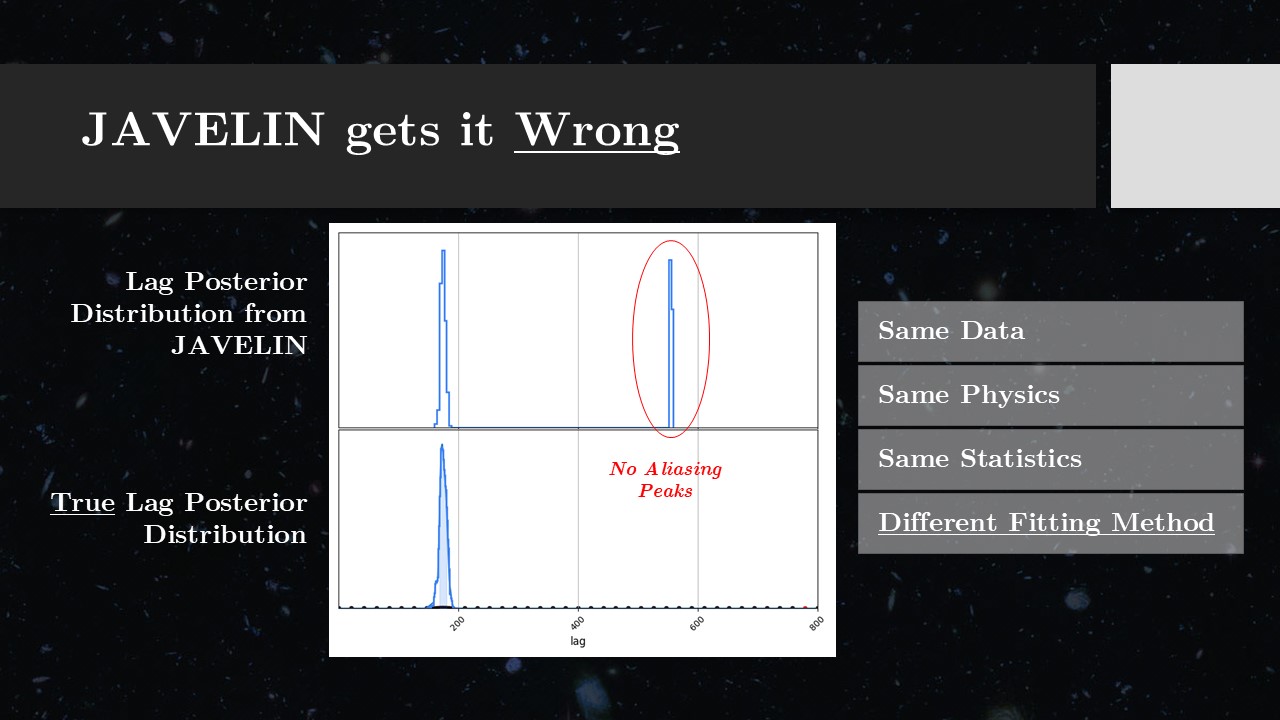 JAVELIN gets it Wrong
Lag Posterior
Distribution from
JAVELIN
True Lag Posterior
Distribution
No Aliasing
Peaks
200
400
600
800
lag
Same Data
Same Physics
Same Statistics
Different Fitting Method